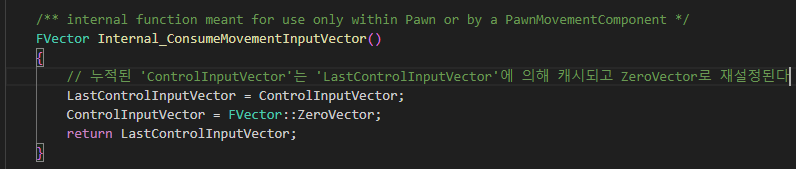 /** internal function meant for use only within Pawn or by a PawnMovementComponent */
FVector Internal_ConsumeMovementInputVector()
{
// 누적된 'ControlInputVector'는 'LastControlInputVector'에 의해 캐시되고 ZeroVector로 재설정된다
LastControlInputVector = ControlInputVector;
ControlInputVector = FVector::ZeroVector;
return LastControlInputVector;
}